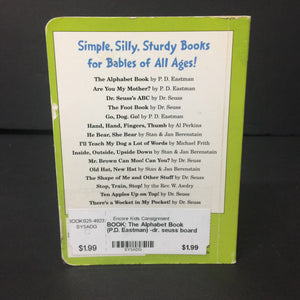 Simple, Silly, Sturdy Books
for Babies of All Ages!
The Alphabet Book by P. D. Eastman
Are You My Mother? by P. D. Eastman
Dr. Seuss's ABC by Dr. Seuss
The Foot Book by Dr. Seuss
Go, Dog. Go! by P. D. Eastman
Hand, Hand, Fingers, Thumb by Al Perkins
He Bear, She Bear by Stan & Jan Berenstain
I'll Teach My Dog a Lot of Words by Michael Frith
Inside, Outside, Upside Down by Stan & Jan Berenstain
Mr. Brown Can Moo! Can You? by Dr. Seuss
Old Hat, New Hat by Stan & Jan Berenstain
The Shape of Me and Other Stuff by Dr. Seuss
Stop, Train, Stop! by the Rev. W. Awdry
Ten Apples Up on Top! by Dr. Seuss
There's a Wocket in My Pocket! by Dr. Seuss
Encore Kids Consignment
BOOK: The Alphabet Book
(P.D. Eastman) -dr. seuss board
SYSADG
$1.99
$1.99